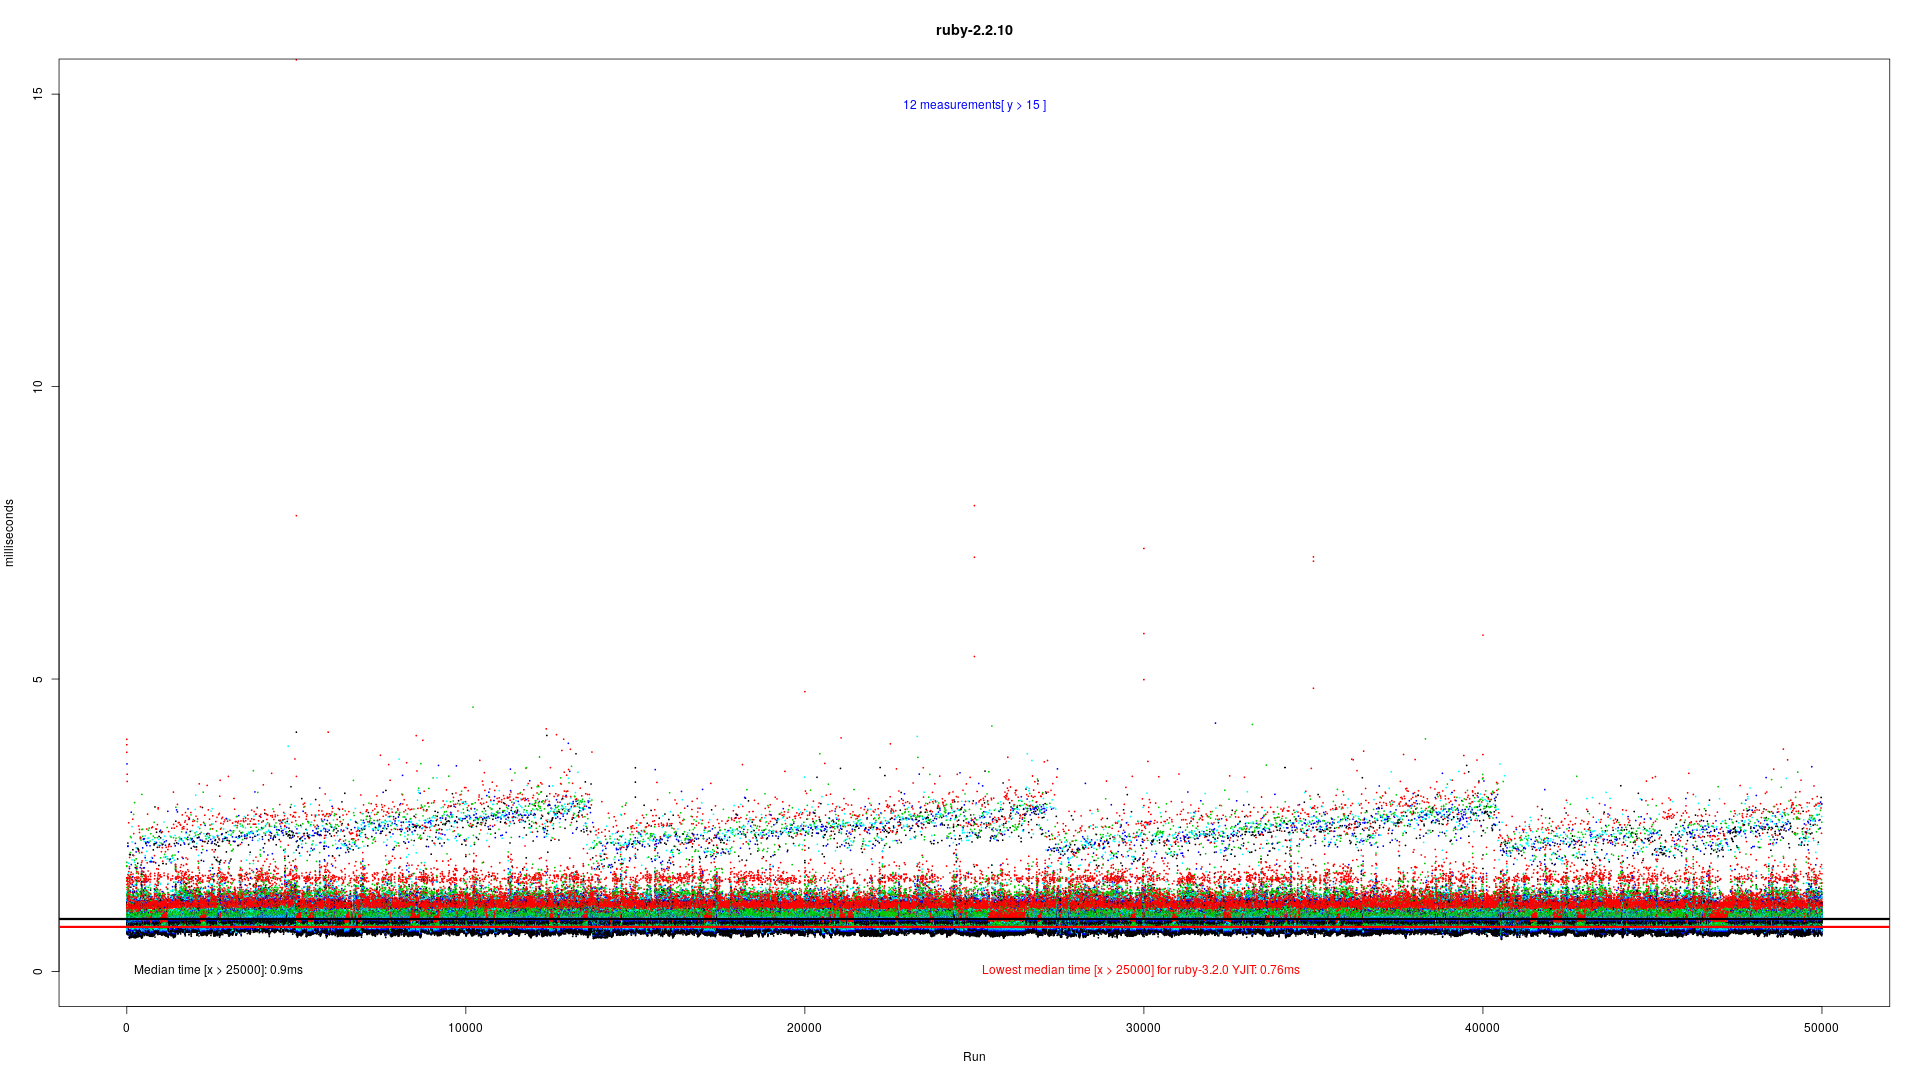 ruby-2.2.10
12 measurements[ y > 15 ]
15
10
5
0
milliseconds
Median time [x > 25000]: 0.9ms
Lowest median time [x > 25000] for ruby-3.2.0 YJIT: 0.76ms
0 10000 20000 30000 40000 50000
Run